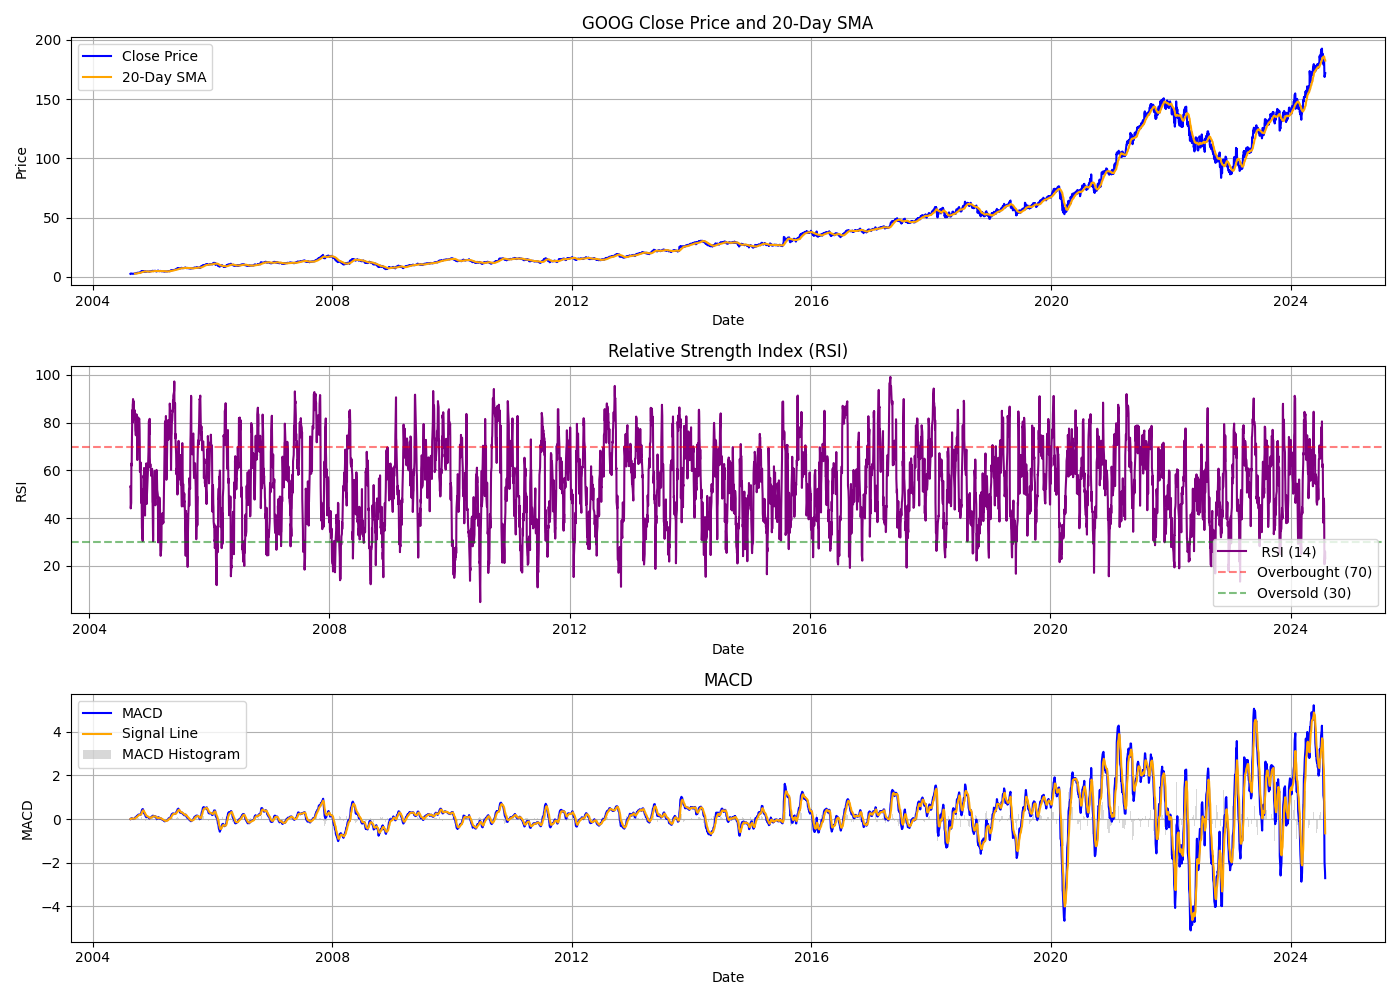 GOOG Close Price and 20-Day SMA
Close Price
20-Day SMA
200
150
100
50
0
Price
2004 2008 2012 2016 2020 2024
Date
Relative Strength Index (RSI)
100
80
60
40
20
RSI
RSI (14)
Overbought (70)
Oversold (30)
2004 2008 2012 2016 2020 2024
Date
MACD
MACD
Signal Line
MACD Histogram
4
2
0
−2
−4
MACD
2004 2008 2012 2016 2020 2024
Date